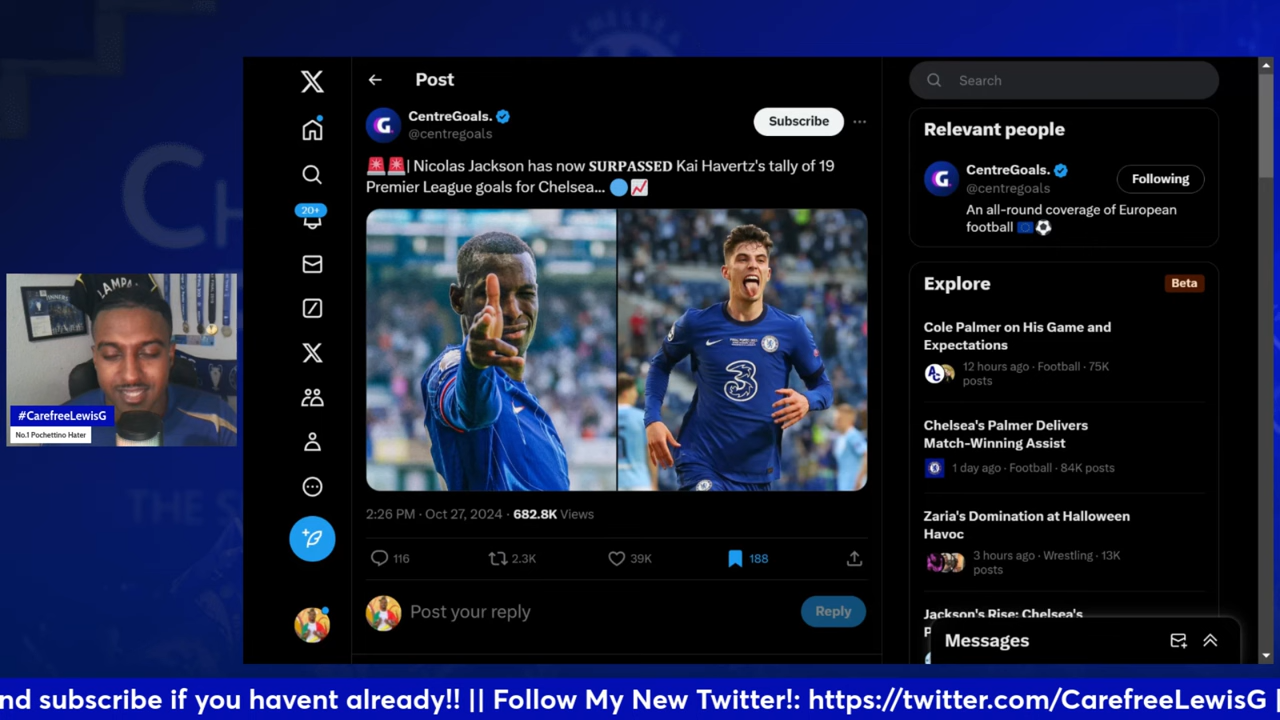 CHELSEA
CH
THE S
LAMPA
#CarefreeLewisG
No.1 Pochettino Hater
20+
Post
CentreGoals.
@centregoals
Subscribe
🚨🚨| Nicolas Jackson has now 𝐒𝐔𝐑𝐏𝐀𝐒𝐒𝐄𝐃 Kai Havertz's tally of 19
Premier League goals for Chelsea... 🔵📈
3
2:26 PM · Oct 27, 2024 · 682.8K Views
116
2.3K
39K
188
Post your reply
Reply
Search
Relevant people
CentreGoals.
@centregoals
Following
An all-round coverage of European
football 🇪🇺⚽
Explore
Beta
Cole Palmer on His Game and
Expectations
12 hours ago · Football · 75K
posts
Chelsea's Palmer Delivers
Match-Winning Assist
1 day ago · Football · 84K posts
Zaria's Domination at Halloween
Havoc
3 hours ago · Wrestling · 13K
posts
Jackson's Rise: Chelsea's
Messages
nd subscribe if you havent already!! || Follow My New Twitter!: https://twitter.com/CarefreeLewisG